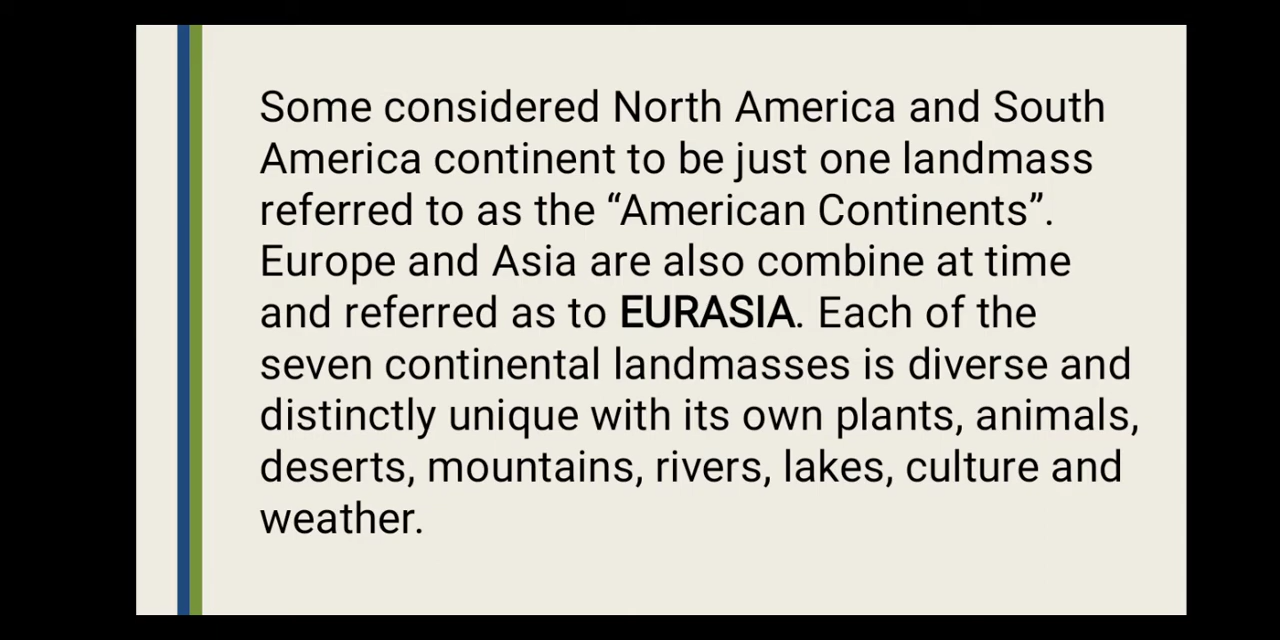 Some considered North America and South
America continent to be just one landmass
referred to as the “American Continents”.
Europe and Asia are also combine at time
and referred as to EURASIA. Each of the
seven continental landmasses is diverse and
distinctly unique with its own plants, animals,
deserts, mountains, rivers, lakes, culture and
weather.